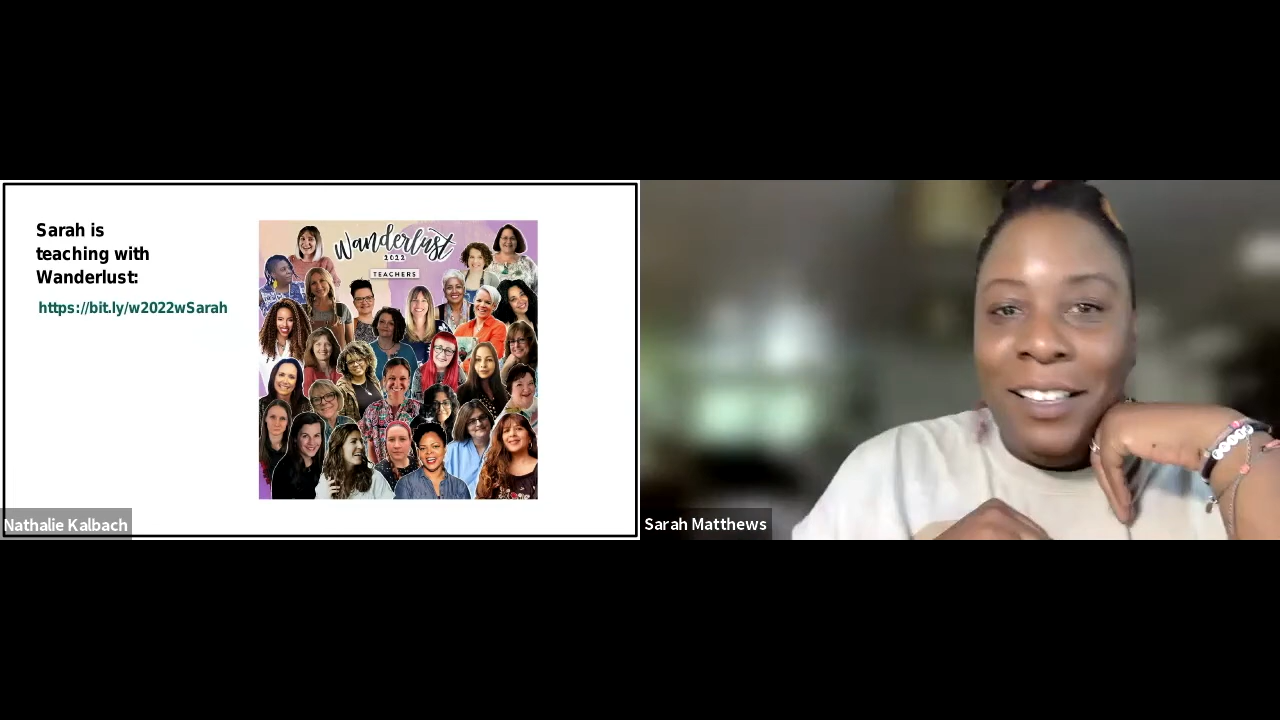 Sarah is
teaching with
Wanderlust:
https://bit.ly/w2022wSarah
Wanderlust
2022
TEACHERS
Nathalie Kalbach
Sarah Matthews